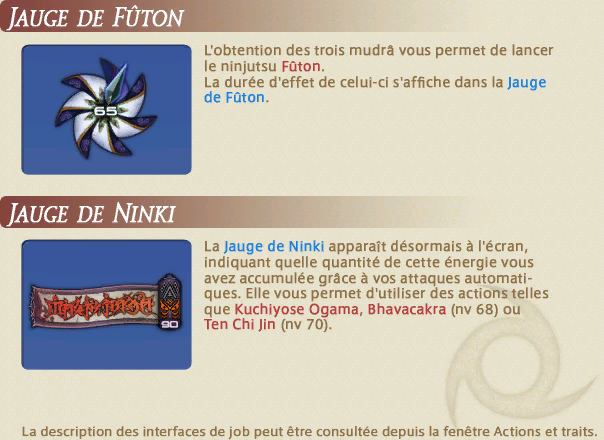 Jauge de Fûton
L'obtention des trois mudrâ vous permet de lancer
le ninjutsu Fûton.
La durée d'effet de celui-ci s'affiche dans la Jauge
de Fûton.
65
Jauge de Ninki
La Jauge de Ninki apparaît désormais à l'écran,
indiquant quelle quantité de cette énergie vous
avez accumulée grâce à vos attaques automati-
ques. Elle vous permet d'utiliser des actions telles
que Kuchiyose Ogama, Bhavacakra (nv 68) ou
Ten Chi Jin (nv 70).
90
La description des interfaces de job peut être consultée depuis la fenêtre Actions et traits.